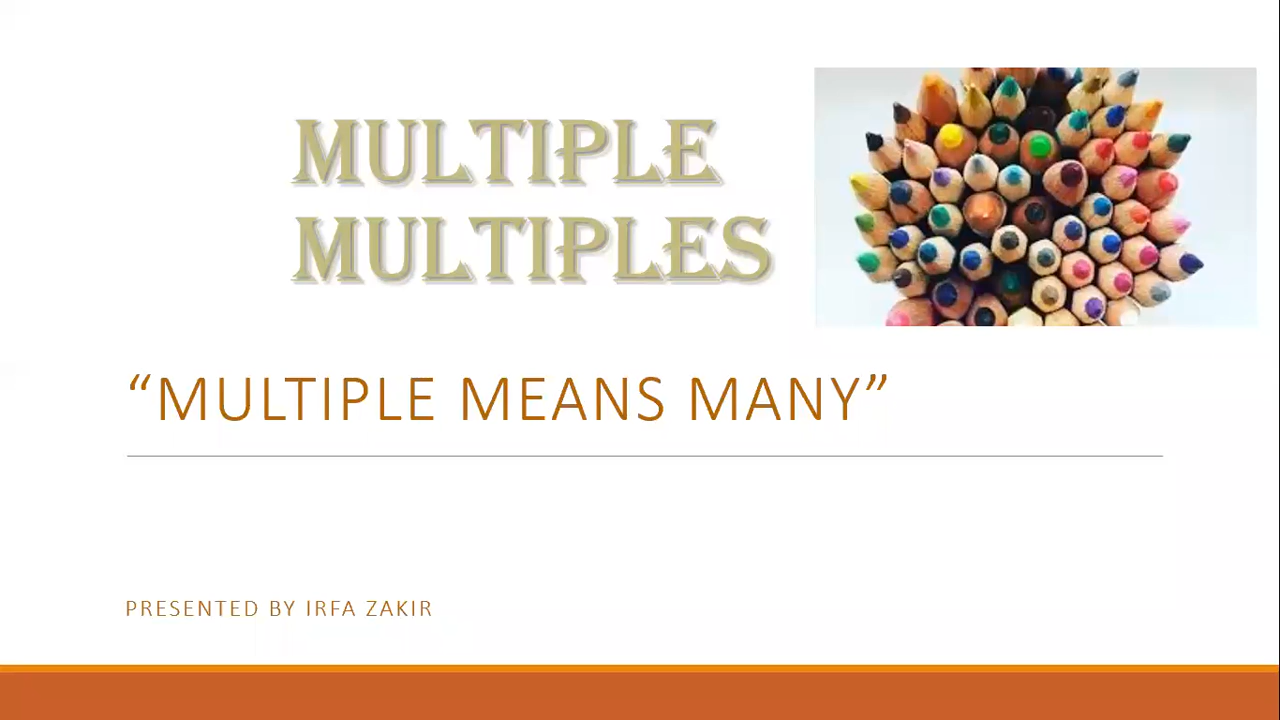 MULTIPLE
MULTIPLES
“MULTIPLE MEANS MANY”
PRESENTED BY IRFA ZAKIR